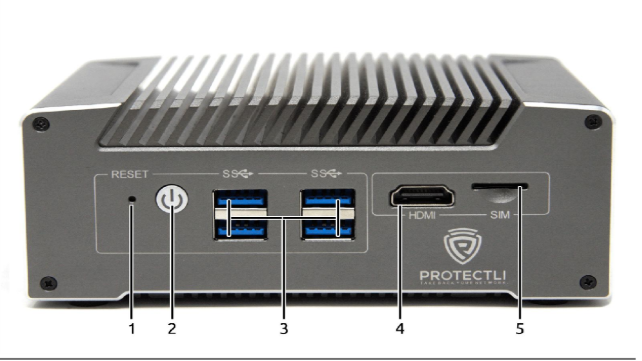 RESET
SS
SS
HDMI
SIM
PROTECTLI
1 2 3 4 5